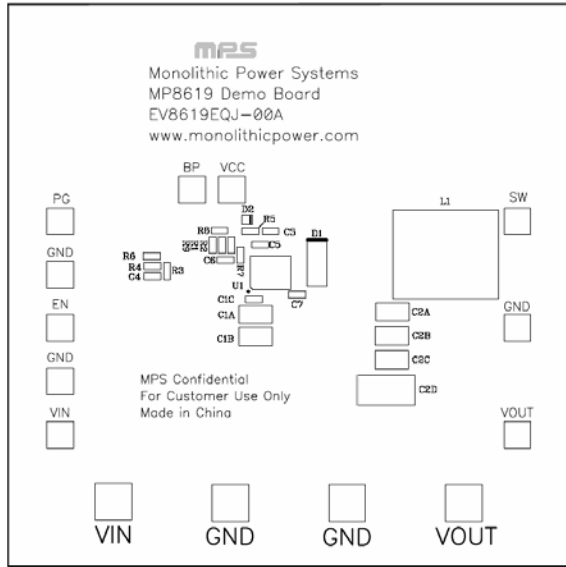 mps
Monolithic Power Systems
MP8619 Demo Board
EV8619EQJ-00A
www.monolithicpower.com
BP
VCC
PG
D2
L1
SW
R8
R5
C3
D1
GND
C5
R6
C6
R7
R4
R3
C4
U1
EN
C1C
C7
GND
C1A
C2A
C1B
C2B
GND
C2C
MPS Confidential
For Customer Use Only
Made in China
C2D
VIN
VOUT
VIN
GND
GND
VOUT